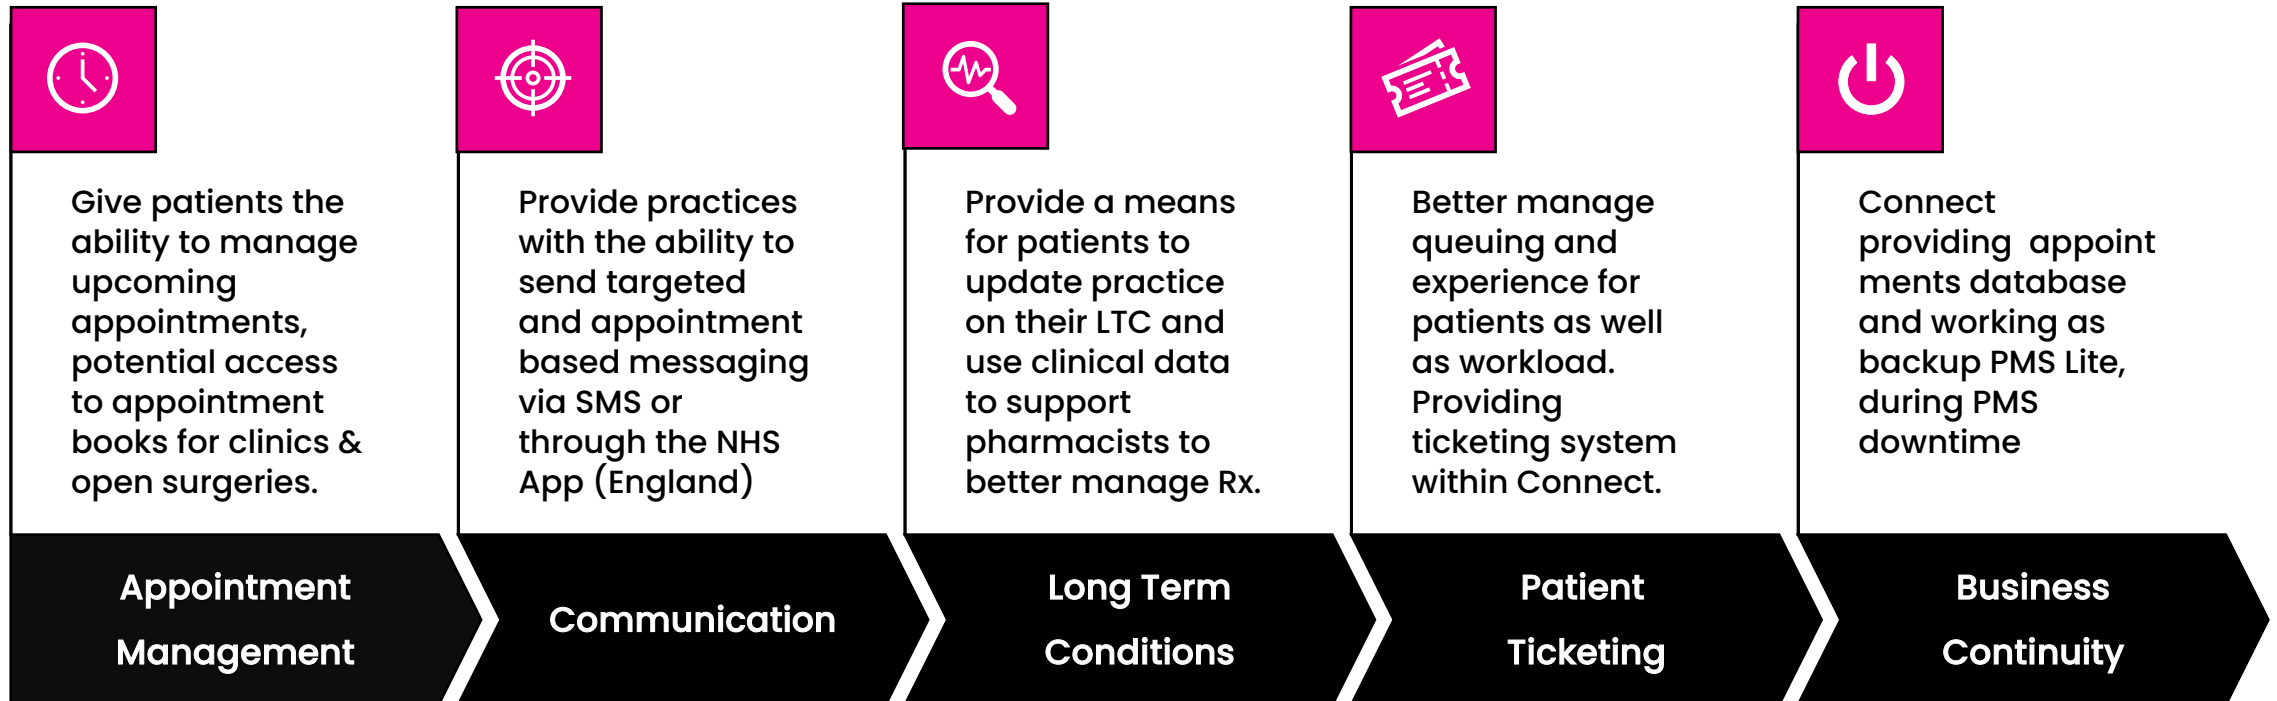 Give patients the
ability to manage
upcoming
appointments,
potential access
to appointment
books for clinics &
open surgeries.
Appointment
Management
Provide practices
with the ability to
send targeted
and appointment
based messaging
via SMS or
through the NHS
App (England)
Communication
Provide a means
for patients to
update practice
on their LTC and
use clinical data
to support
pharmacists to
better manage Rx.
Long Term
Conditions
Better manage
queuing and
experience for
patients as well
as workload.
Providing
ticketing system
within Connect.
Patient
Ticketing
Connect
providing  appoint
ments database
and working as
backup PMS Lite,
during PMS
downtime
Business
Continuity